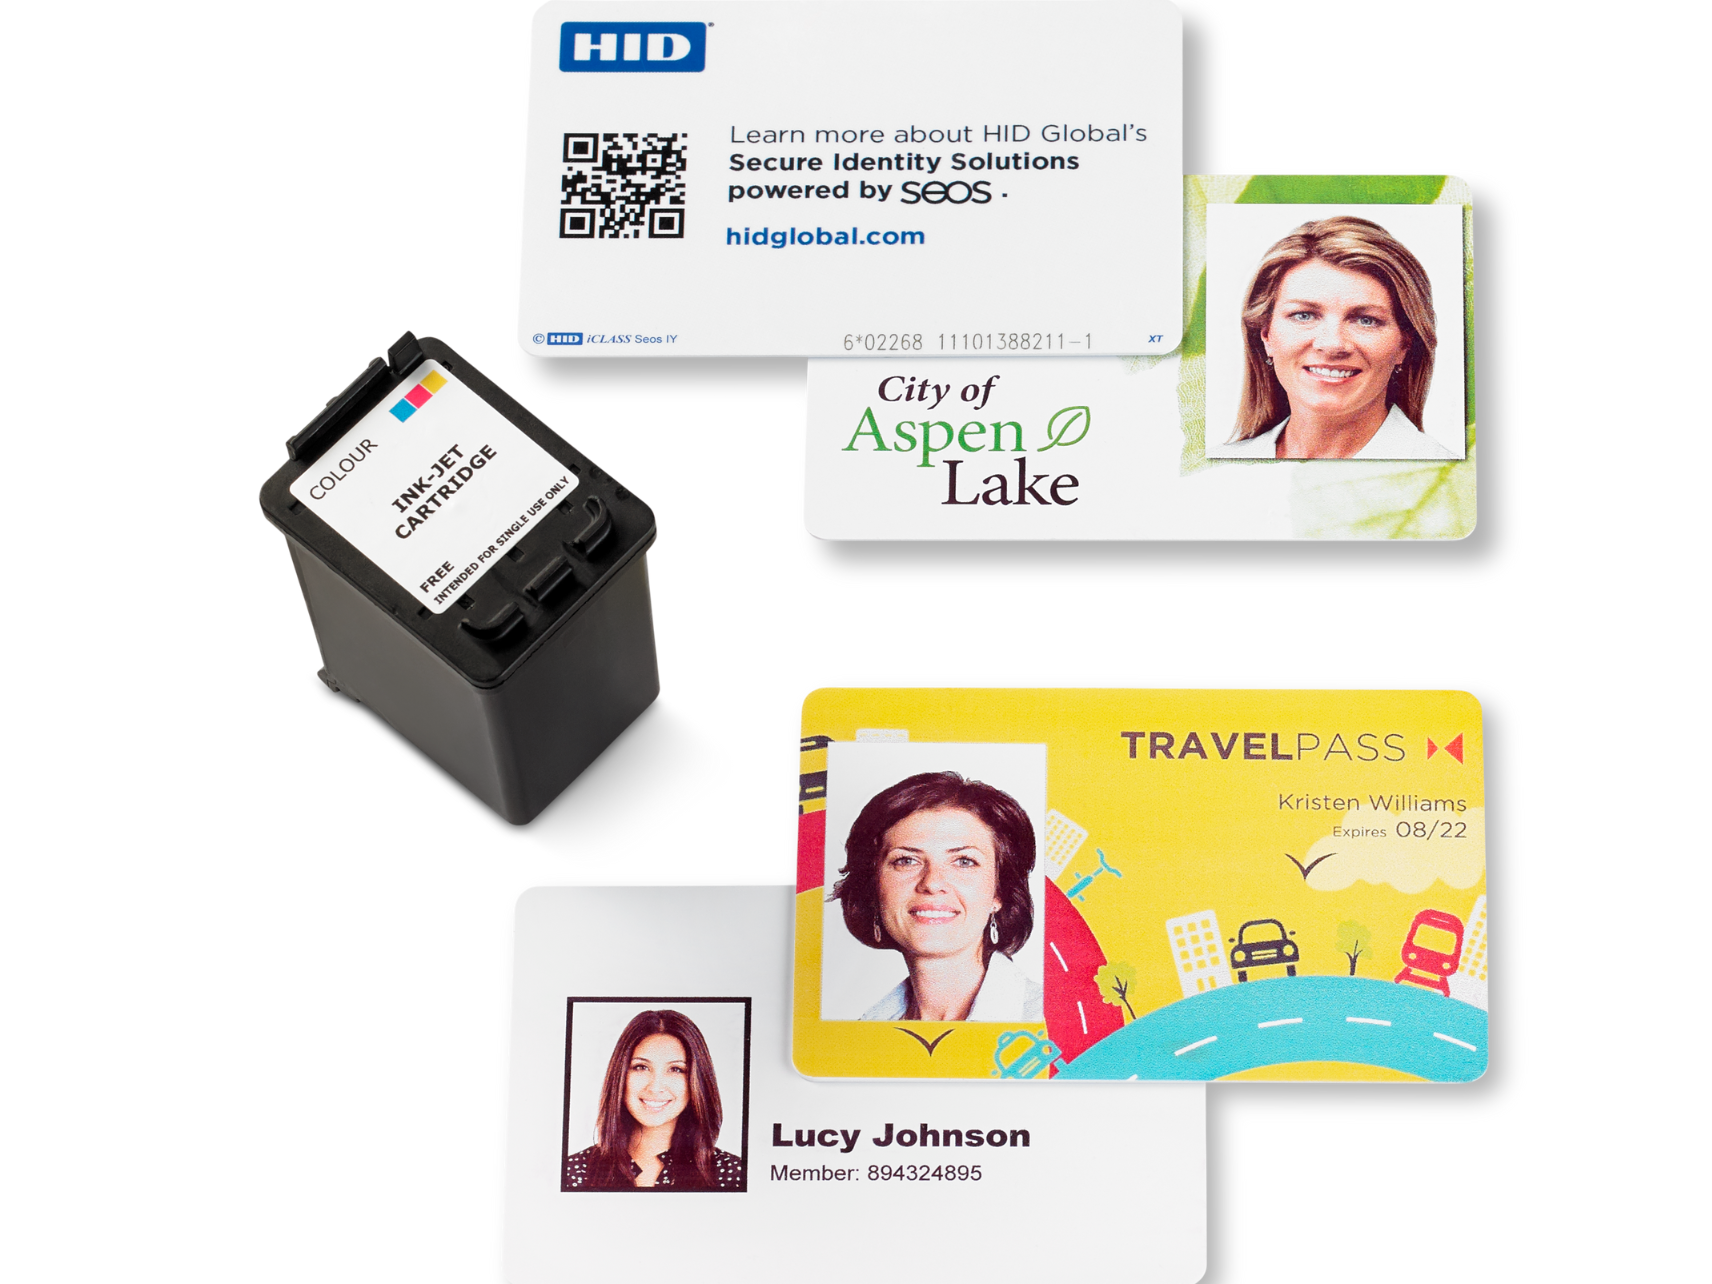 HID
Learn more about HID Global's
Secure Identity Solutions
powered by seos .
hidglobal.com
© HID iCLASS Seos IY
6*02268 11101388211-1
XT
City of
Aspen
Lake
COLOUR
INK-JET
CARTRIDGE
FREE
INTENDED FOR SINGLE USE ONLY
TRAVELPASS
Kristen Williams
Expires 08/22
Lucy Johnson
Member: 894324895